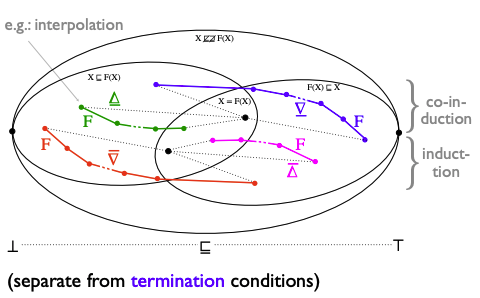 e.g.: interpolation
X ⋢⋣ F(X)
X ⊑ F(X)
F(X) ⊑ X
X = F(X)
Δ
F
∇
F
co-in-
duction
F
∇
F
Δ
induct-
tion
⊥ ⊑ ⊤
(separate from termination conditions)